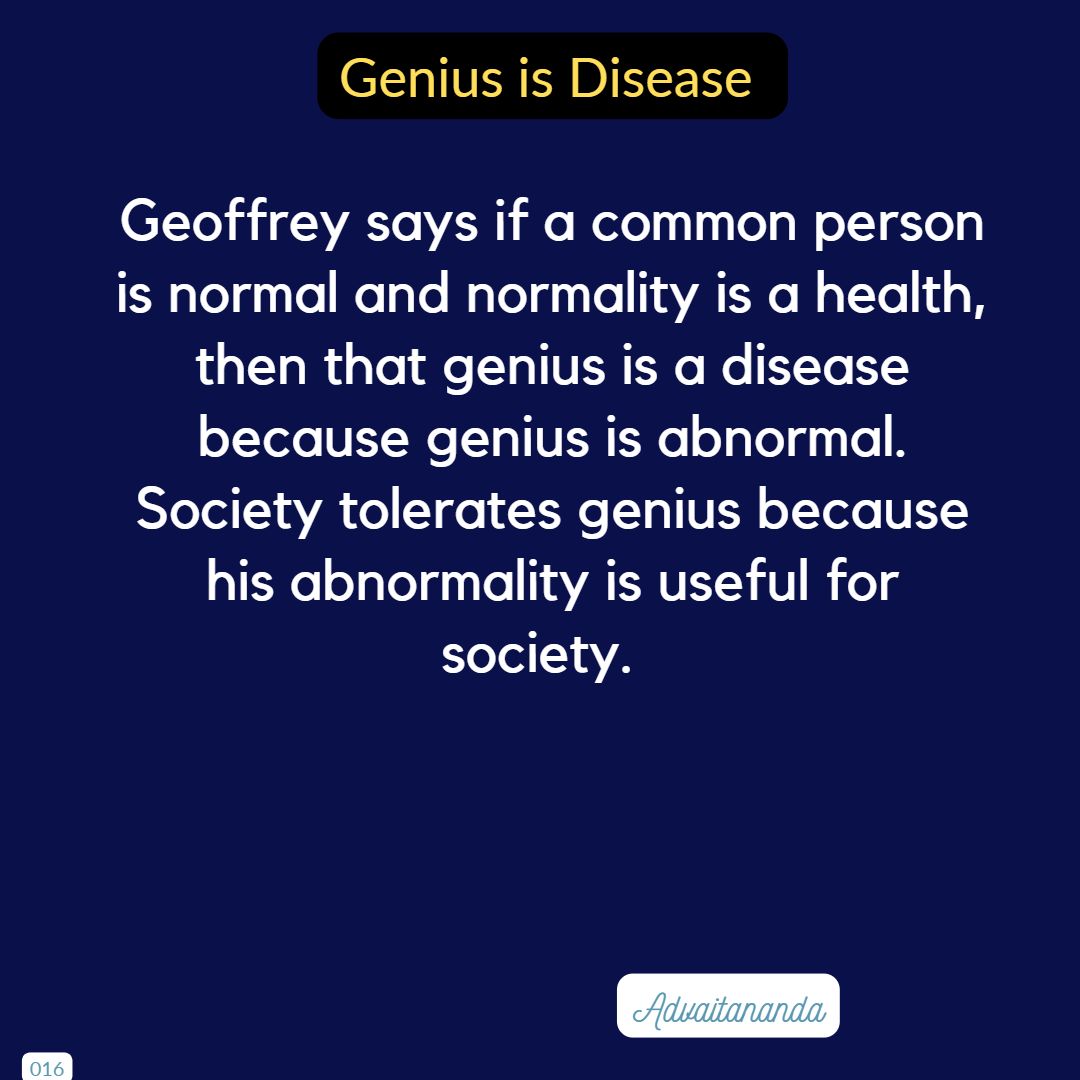 Genius is Disease
Geoffrey says if a common person
is normal and normality is a health,
then that genius is a disease
because genius is abnormal.
Society tolerates genius because
his abnormality is useful for
society.
Advaitananda
016